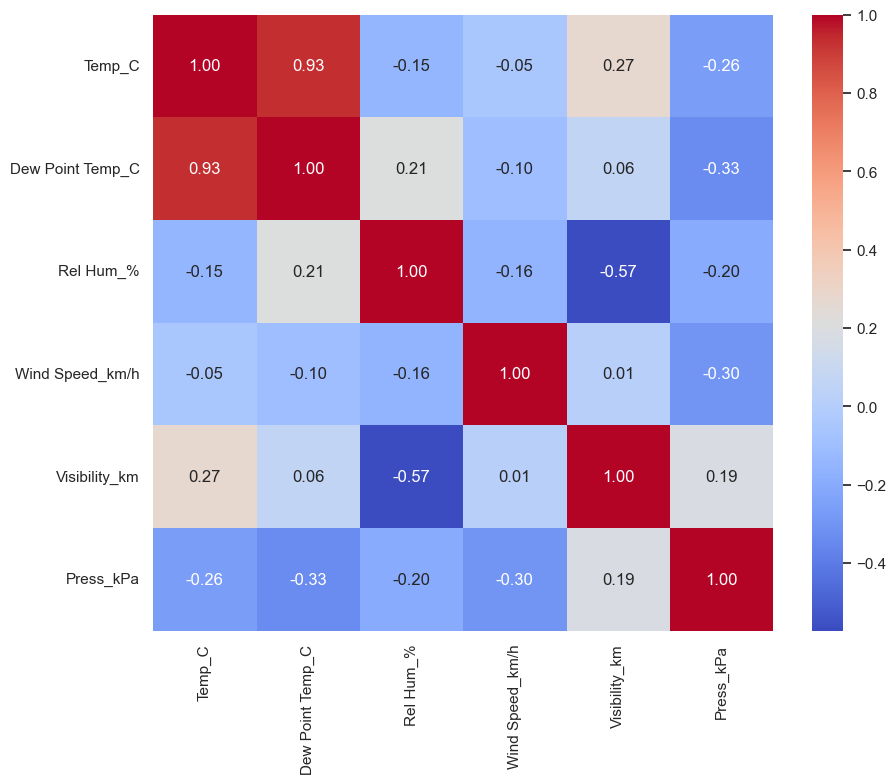 Temp_C 1.00 0.93 -0.15 -0.05 0.27 -0.26
Dew Point Temp_C 0.93 1.00 0.21 -0.10 0.06 -0.33
Rel Hum_% -0.15 0.21 1.00 -0.16 -0.57 -0.20
Wind Speed_km/h -0.05 -0.10 -0.16 1.00 0.01 -0.30
Visibility_km 0.27 0.06 -0.57 0.01 1.00 0.19
Press_kPa -0.26 -0.33 -0.20 -0.30 0.19 1.00
Temp_C
Dew Point Temp_C
Rel Hum_%
Wind Speed_km/h
Visibility_km
Press_kPa
1.0
0.8
0.6
0.4
0.2
0.0
−0.2
−0.4